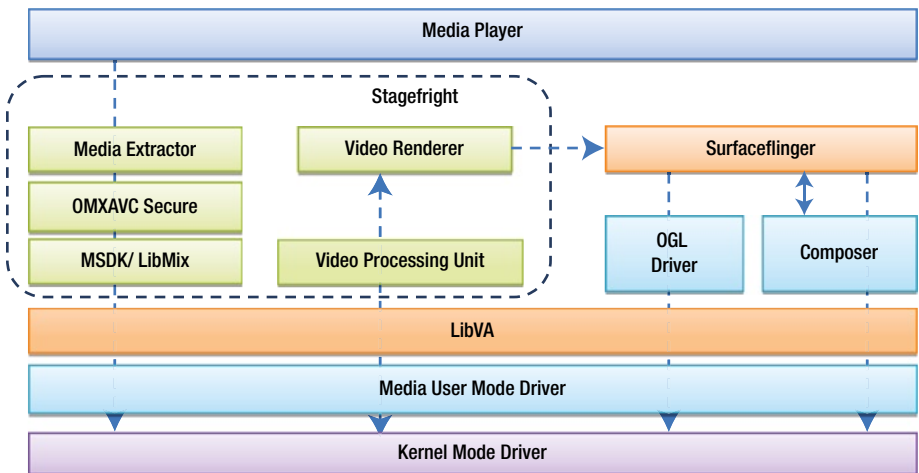 Media Player
Stagefright
Media Extractor
Video Renderer
Surfaceflinger
OMXAVC Secure
MSDK/ LibMix
Video Processing Unit
OGL
Driver
Composer
LibVA
Media User Mode Driver
Kernel Mode Driver